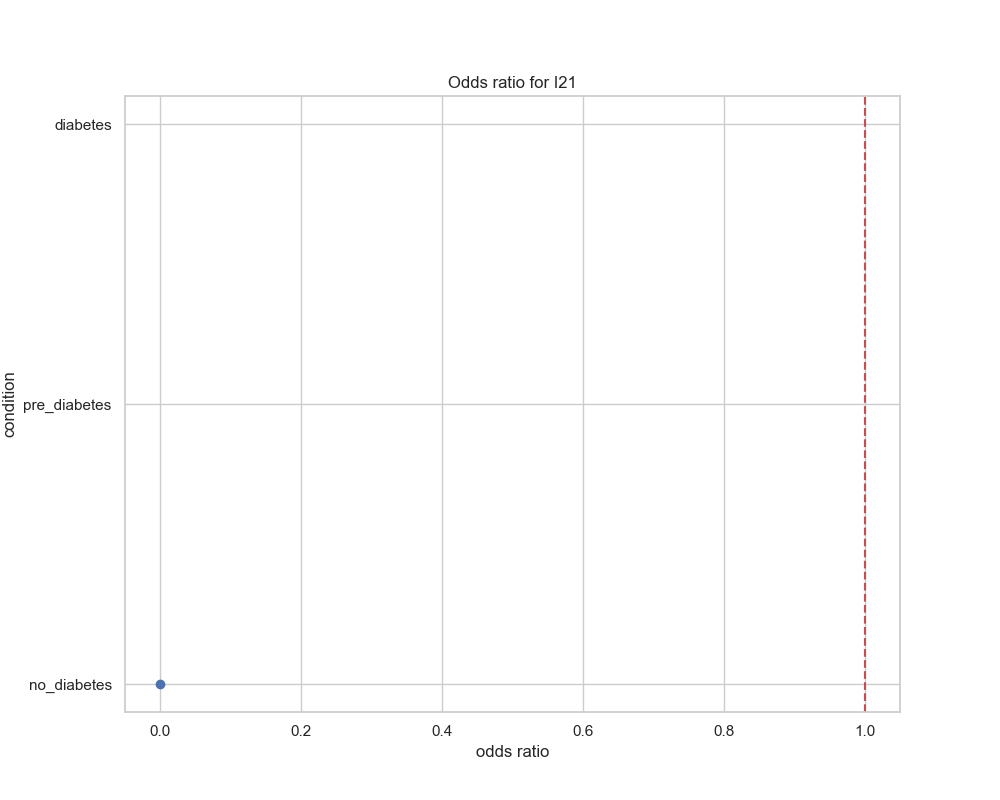 Odds ratio for I21
diabetes
pre_diabetes
no_diabetes
condition
0.0 0.2 0.4 0.6 0.8 1.0
odds ratio